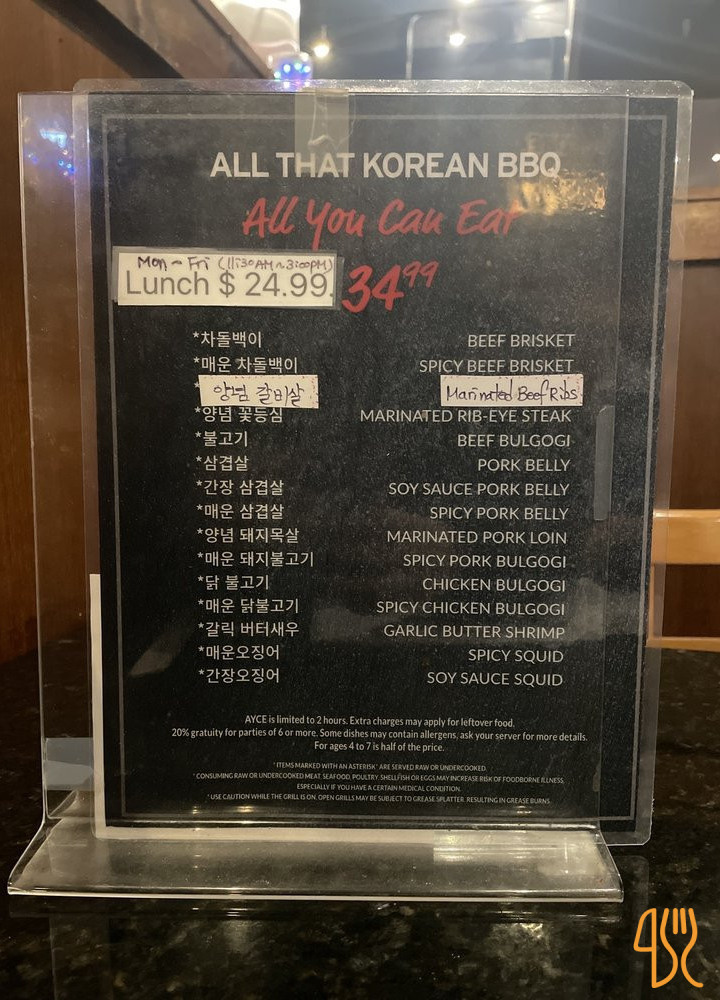 ALL THAT KOREAN BBQ
All You Can Eat
Mon ~ Fri (11:30AM ~ 3:00PM)
Lunch $ 24.99
34⁹⁹
*차돌백이 BEEF BRISKET
*매운 차돌백이 SPICY BEEF BRISKET
양념 갈비살 Marinated Beef Ribs
*양념 꽃등심 MARINATED RIB-EYE STEAK
*불고기 BEEF BULGOGI
*삼겹살 PORK BELLY
*간장 삼겹살 SOY SAUCE PORK BELLY
*매운 삼겹살 SPICY PORK BELLY
*양념 돼지목살 MARINATED PORK LOIN
*매운 돼지불고기 SPICY PORK BULGOGI
*닭 불고기 CHICKEN BULGOGI
*매운 닭불고기 SPICY CHICKEN BULGOGI
*갈릭 버터새우 GARLIC BUTTER SHRIMP
*매운오징어 SPICY SQUID
*간장오징어 SOY SAUCE SQUID
AYCE is limited to 2 hours. Extra charges may apply for leftover food.
20% gratuity for parties of 6 or more. Some dishes may contain allergens, ask your server for more details.
For ages 4 to 7 is half of the price.
* ITEMS MARKED WITH AN ASTERISK* ARE SERVED RAW OR UNDERCOOKED.
* CONSUMING RAW OR UNDERCOOKED MEAT, SEAFOOD, POULTRY, SHELLFISH OR EGGS MAY INCREASE RISK OF FOODBORNE ILLNESS,
ESPECIALLY IF YOU HAVE A CERTAIN MEDICAL CONDITION.
* USE CAUTION WHILE THE GRILL IS ON. OPEN GRILLS MAY BE SUBJECT TO GREASE SPLATTER, RESULTING IN GREASE BURNS.